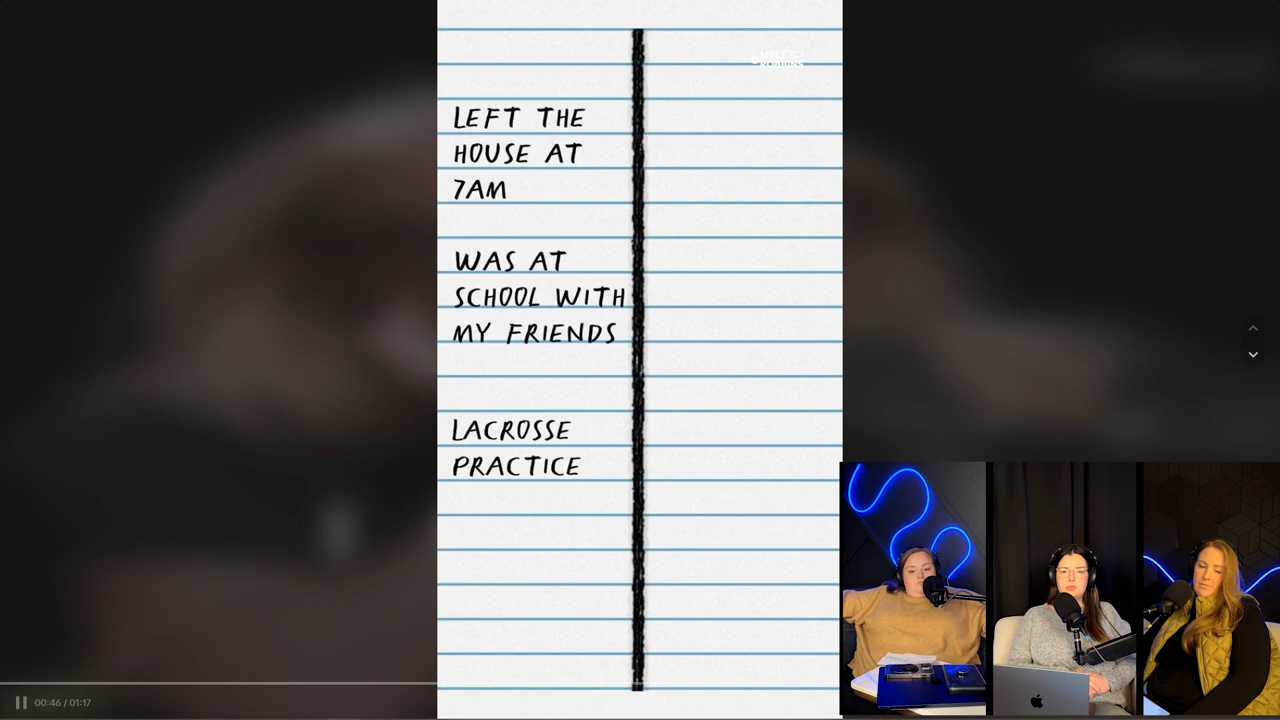 LEFT THE
HOUSE AT
7AM
WAS AT
SCHOOL WITH
MY FRIENDS
LACROSSE
PRACTICE
00:46 / 01:17